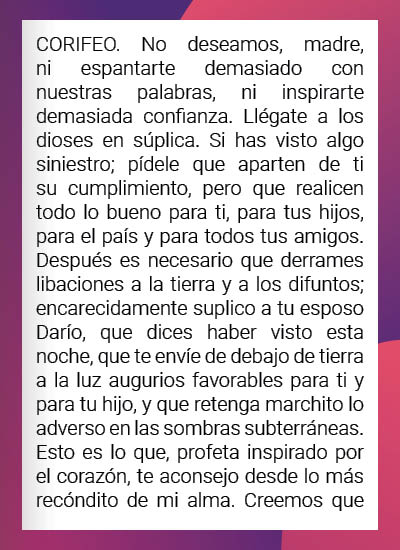 CORIFEO. No deseamos, madre,
ni espantarte demasiado con
nuestras palabras, ni inspirarte
demasiada confianza. Llégate a los
dioses en súplica. Si has visto algo
siniestro; pídele que aparten de ti
su cumplimiento, pero que realicen
todo lo bueno para ti, para tus hijos,
para el país y para todos tus amigos.
Después es necesario que derrames
libaciones a la tierra y a los difuntos;
encarecidamente suplico a tu esposo
Darío, que dices haber visto esta
noche, que te envíe de debajo de tierra
a la luz augurios favorables para ti y
para tu hijo, y que retenga marchito lo
adverso en las sombras subterráneas.
Esto es lo que, profeta inspirado por
el corazón, te aconsejo desde lo más
recóndito de mi alma. Creemos que